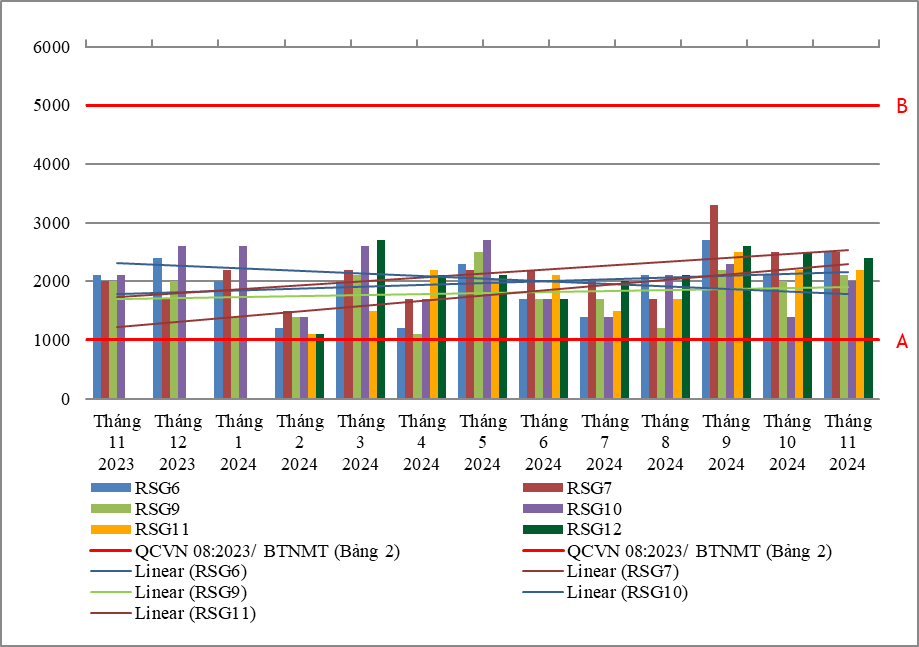 6000
5000
B
4000
3000
2000
1000
A
0
Tháng 11 2023
Tháng 12 2023
Tháng 1 2024
Tháng 2 2024
Tháng 3 2024
Tháng 4 2024
Tháng 5 2024
Tháng 6 2024
Tháng 7 2024
Tháng 8 2024
Tháng 9 2024
Tháng 10 2024
Tháng 11 2024
RSG6
RSG7
RSG9
RSG10
RSG11
RSG12
QCVN 08:2023/ BTNMT (Bảng 2)
QCVN 08:2023/ BTNMT (Bảng 2)
Linear (RSG6)
Linear (RSG7)
Linear (RSG9)
Linear (RSG10)
Linear (RSG11)